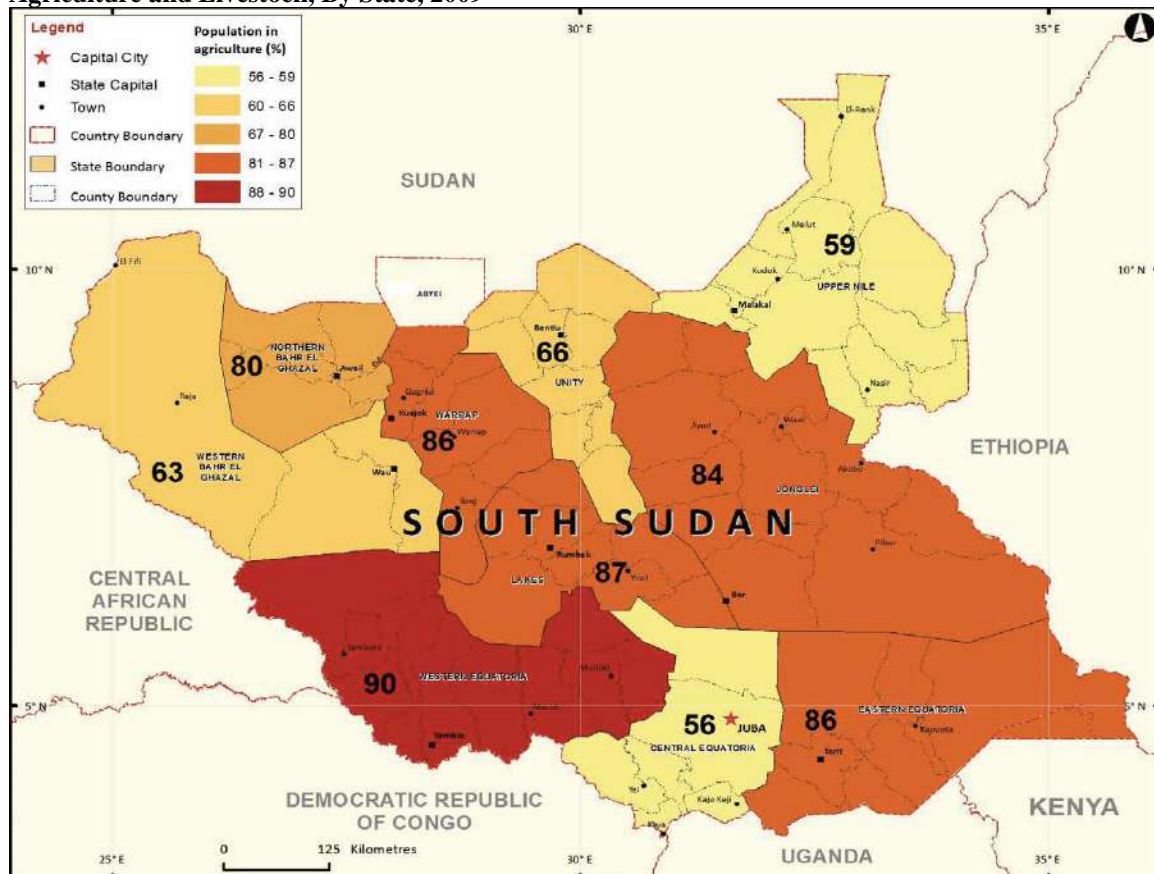 Agriculture and Livestock, By State, 2009
Legend
Capital City
State Capital
Town
Country Boundary
State Boundary
County Boundary
Population in
agriculture (%)
56 - 59
60 - 66
67 - 80
81 - 87
88 - 90
30° E
35° E
SUDAN
El-Renk
Melut
59
Kodok
UPPER NILE
Malakal
Nasir
10° N
10° N
ABYEI
Bentiu
66
UNITY
NORTHERN
BAHR EL
GHAZAL
80
Aweil
Raja
Gogrial
Kuajok
WARRAP
86
Warrap
63
WESTERN
BAHR EL
GHAZAL
Wau
Ayod
Waat
Akobo
84
JONGLEI
ETHIOPIA
Tonj
SOUTH SUDAN
Rumbek
LAKES
87
Yirol
Pibor
Bor
CENTRAL
AFRICAN
REPUBLIC
Tambura
90
WESTERN EQUATORIA
Mundri
Maridi
Yambio
5° N
5° N
56
JUBA
CENTRAL EQUATORIA
Yei
Kajo Keji
Kaya
86
EASTERN EQUATORIA
Kapoeta
Torit
DEMOCRATIC REPUBLIC
OF CONGO
KENYA
UGANDA
0
125 Kilometres
25° E
30° E
35° E